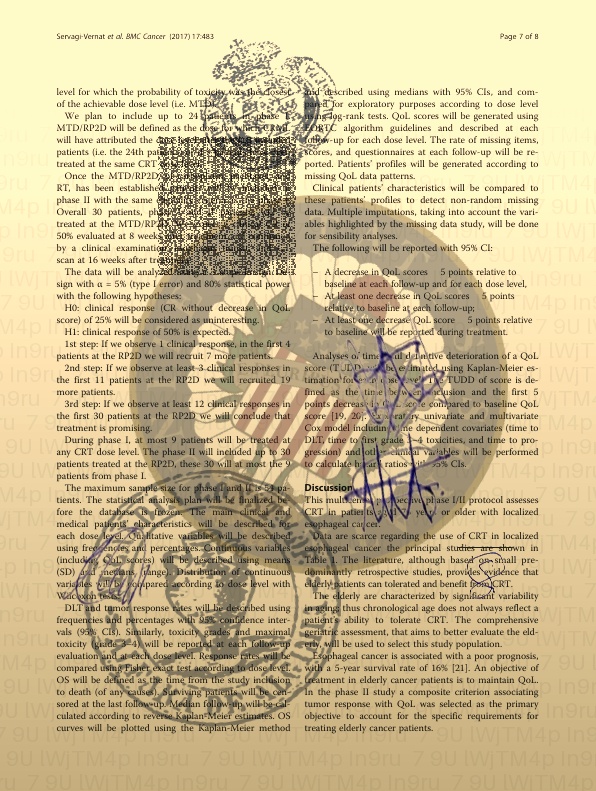 Servagi-Vernat et al. BMC Cancer (2017) 17:483
Page 7 of 8
level for which the probability of toxicity was the closest
of the achievable dose level (i.e. MTD).
We plan to include up to 24 patients in phase I.
MTD/RP2D will be defined as the dose for which CRM
will have attributed the
patients (i.e. the 24th
treated at the same CRT dose level.
Once the MTD/RP2D
RT, has been established
phase II with the same
Overall 30 patients,
treated at the MTD/RP2D
50% evaluated at 8 weeks
by a clinical examination
scan at 16 weeks after
The data will be analyzed
sign with α = 5% (type I error) and 80% statistical power
with the following hypotheses:
H0: clinical response (CR without decrease in QoL
score) of 25% will be considered as uninteresting.
H1: clinical response of 50% is expected.
1st step: If we observe 1 clinical response, in the first 4
patients at the RP2D we will recruit 7 more patients.
2nd step: If we observe at least 3 clinical responses in
the first 11 patients at the RP2D we will recruited 19
more patients.
3rd step: If we observe at least 12 clinical responses in
the first 30 patients at the RP2D we will conclude that
treatment is promising.
During phase I, at most 9 patients will be treated at
any CRT dose level. The phase II will included up to 30
patients treated at the RP2D, these 30 will at most the 9
patients from phase I.
The maximum sample size for phase I and II is 54 pa-
tients. The statistical analysis plan will be finalized be-
fore the database is frozen. The main clinical and
medical patients' characteristics will be described for
each dose level. Qualitative variables will be described
using frequencies and percentages. Continuous variables
(including QoL scores) will be described using means
(SD) and medians (range). Distribution of continuous
variables will be compared according to dose level with
Wilcoxon tests.
DLT and tumor response rates will be described using
frequencies and percentages with 95% confidence inter-
vals (95% CIs). Similarly, toxicity grades and maximal
toxicity (grade 3–4) will be reported at each follow-up
evaluation and at each dose level. Response rates will be
compared using Fisher exact test according to dose level.
OS will be defined as the time from the study inclusion
to death (of any causes). Surviving patients will be cen-
sored at the last follow-up. Median follow-up will be cal-
culated according to reverse Kaplan-Meier estimates. OS
curves will be plotted using the Kaplan-Meier method
and described using medians with 95% CIs, and com-
pared for exploratory purposes according to dose level
using log-rank tests. QoL scores will be generated using
EORTC algorithm guidelines and described at each
follow-up for each dose level. The rate of missing items,
scores, and questionnaires at each follow-up will be re-
ported. Patients' profiles will be generated according to
missing QoL data patterns.
Clinical patients' characteristics will be compared to
these patients' profiles to detect non-random missing
data. Multiple imputations, taking into account the vari-
ables highlighted by the missing data study, will be done
for sensibility analyses.
The following will be reported with 95% CI:
– A decrease in QoL scores 5 points relative to
baseline at each follow-up and for each dose level,
– At least one decrease in QoL scores 5 points
relative to baseline at each follow-up;
– At least one decrease in QoL scores 5 points relative
to baseline will be reported during treatment.
Analyses of time until definitive deterioration of a QoL
score (TUDD) will be estimated using Kaplan-Meier es-
timation for each dose level. TUDD of score is de-
fined as the time between inclusion and the first 5
points decrease in QoL score compared to baseline QoL
score [19, 20]. Exploratory, univariate and multivariate
Cox model including time dependent covariates (time to
DLT, time to first grade 3–4 toxicities, and time to pro-
gression) and other clinical variables will be performed
to calculate hazard ratios with 95% CIs.
Discussion
This multicenter prospective phase I/II protocol assesses
CRT in patients years or older with localized
esophageal cancer.
Data are scarce regarding the use of CRT in localized
esophageal cancer the principal studies are shown in
Table The literature, although based on small pre-
dominantly retrospective studies, provides evidence that
elderly patients can tolerated and benefit from CRT.
The elderly are characterized by significant variability
in aging, thus chronological age does not always reflect a
patient's ability to tolerate CRT. The comprehensive
geriatric assessment, that aims to better evaluate the eld-
erly, will be used to select this study population.
Esophageal cancer is associated with a poor prognosis,
with a 5-year survival rate of 16% [21]. An objective of
treatment in elderly cancer patients is to maintain QoL.
In the phase II study a composite criterion associating
tumor response with QoL was selected as the primary
objective to account for the specific requirements for
treating elderly cancer patients.